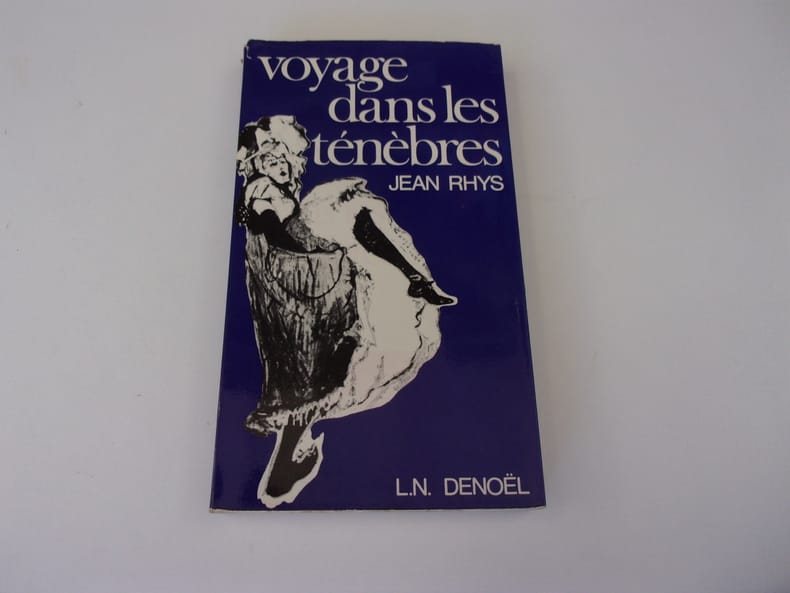 voyage
dans les
ténèbres
JEAN RHYS
L.N. DENOËL